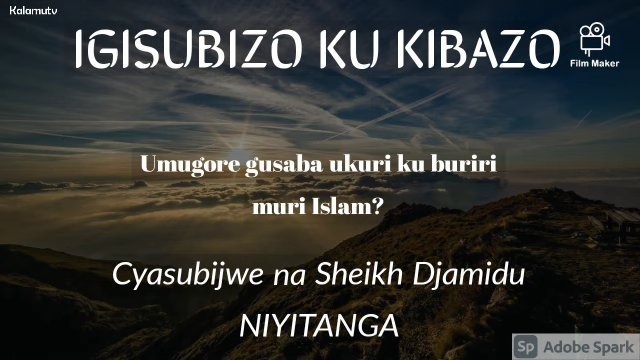 Kalamutv
IGISUBIZO KU KIBAZO
Film Maker
Umugore gusaba ukuri ku buriri
muri Islam?
Cyasubijwe na Sheikh Djamidu
NIYITANGA
Sp Adobe Spark